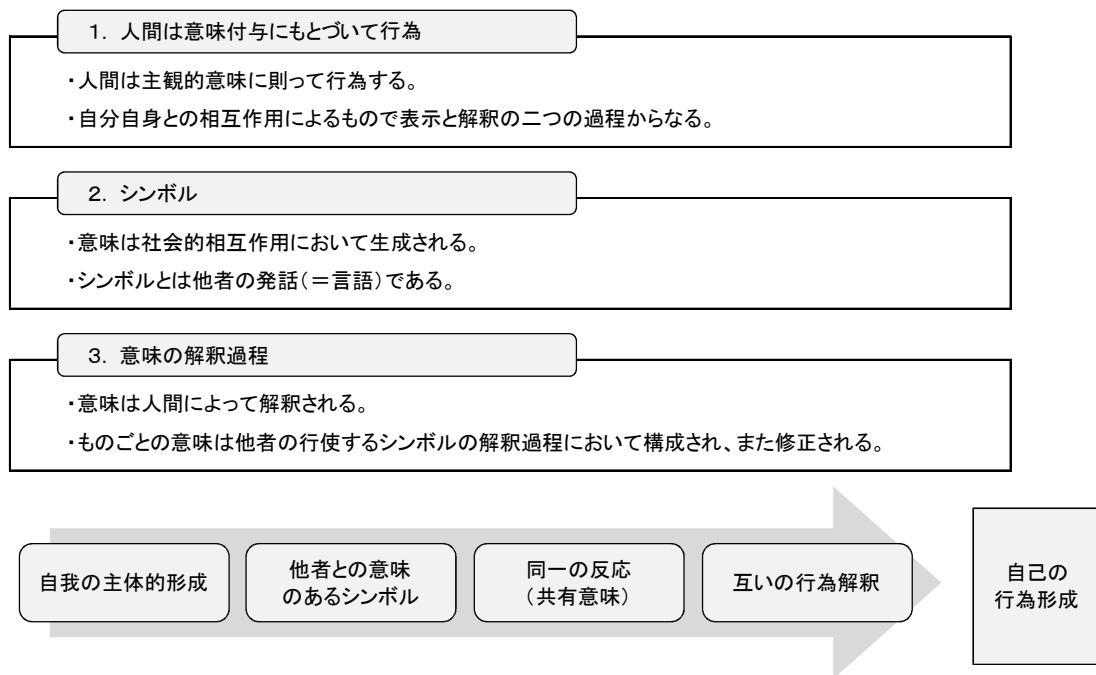 1. 人間は意味付与にもとづいて行為
・人間は主観的意味に則って行為する。
・自分自身との相互作用によるもので表示と解釈の二つの過程からなる。
2. シンボル
・意味は社会的相互作用において生成される。
・シンボルとは他者の発話(=言語)である。
3. 意味の解釈過程
・意味は人間によって解釈される。
・ものごとの意味は他者の行使するシンボルの解釈過程において構成され、また修正される。
自我の主体的形成
他者との意味
のあるシンボル
同一の反応
(共有意味)
互いの行為解釈
自己の
行為形成